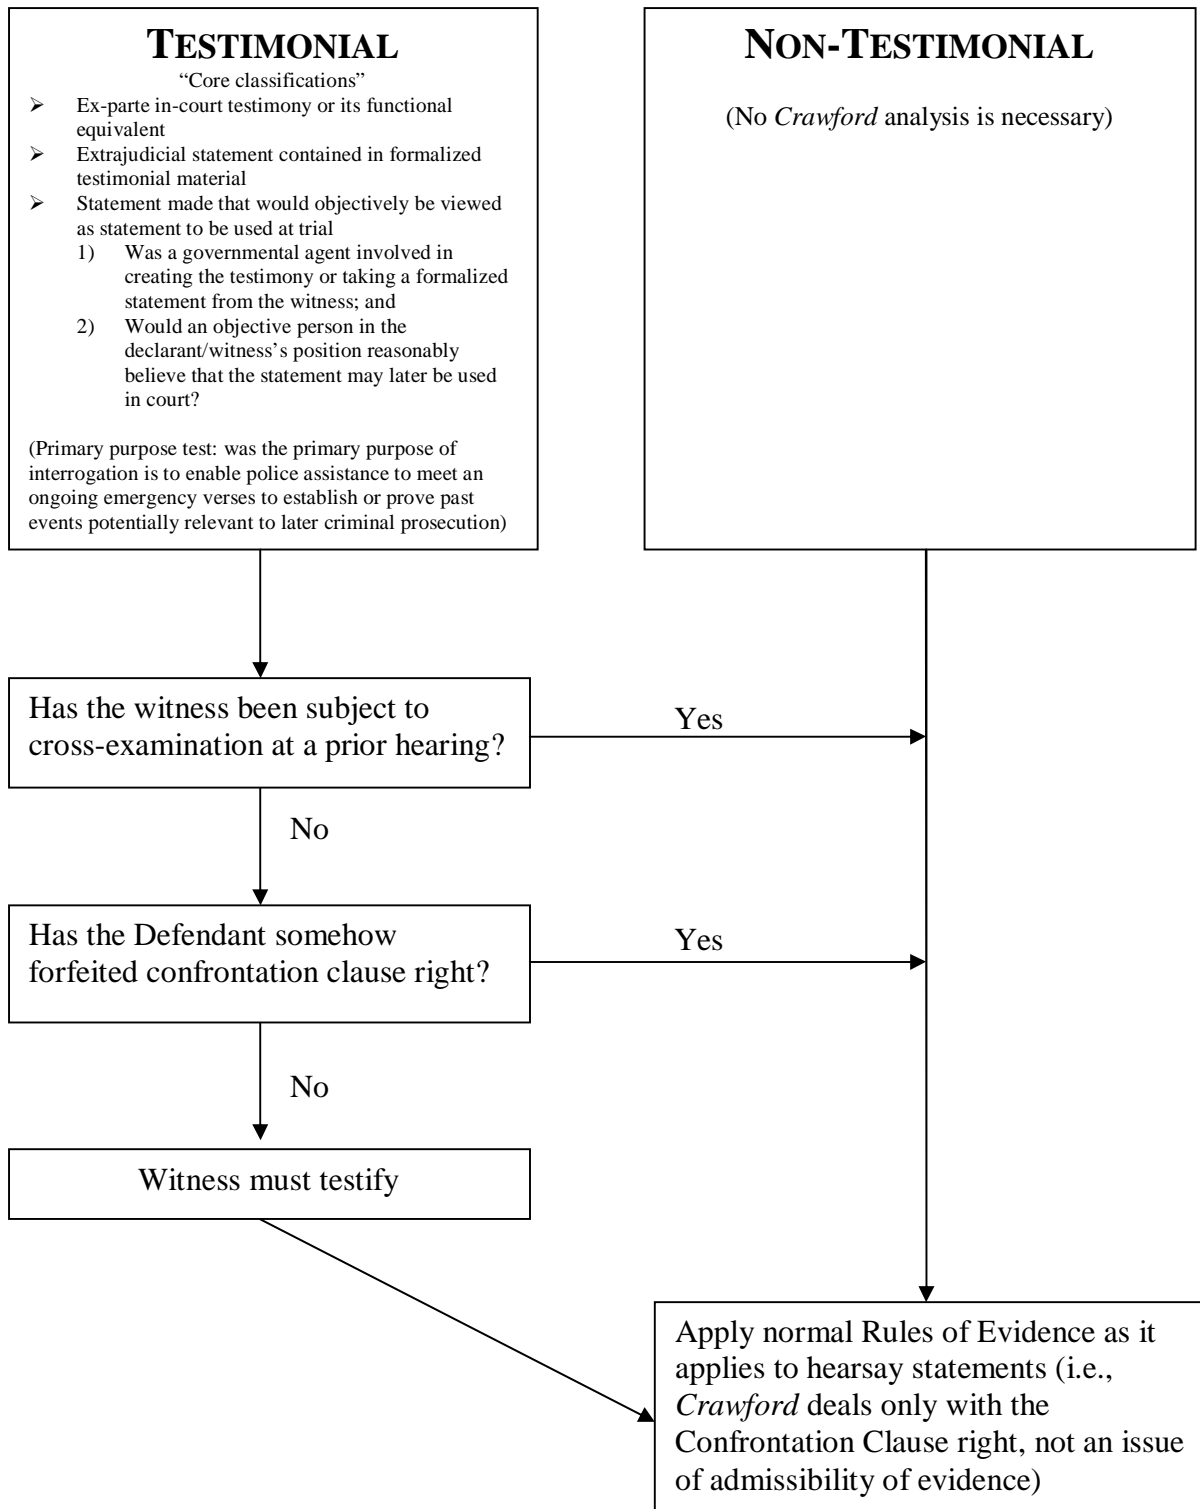 TESTIMONIAL
“Core classifications”
➢ Ex-parte in-court testimony or its functional
equivalent
➢ Extrajudicial statement contained in formalized
testimonial material
➢ Statement made that would objectively be viewed
as statement to be used at trial
1) Was a governmental agent involved in
creating the testimony or taking a formalized
statement from the witness; and
2) Would an objective person in the
declarant/witness’s position reasonably
believe that the statement may later be used
in court?
(Primary purpose test: was the primary purpose of
interrogation is to enable police assistance to meet an
ongoing emergency verses to establish or prove past
events potentially relevant to later criminal prosecution)
NON-TESTIMONIAL
(No Crawford analysis is necessary)
Has the witness been subject to
cross-examination at a prior hearing?
Yes
No
Has the Defendant somehow
forfeited confrontation clause right?
Yes
No
Witness must testify
Apply normal Rules of Evidence as it
applies to hearsay statements (i.e.,
Crawford deals only with the
Confrontation Clause right, not an issue
of admissibility of evidence)